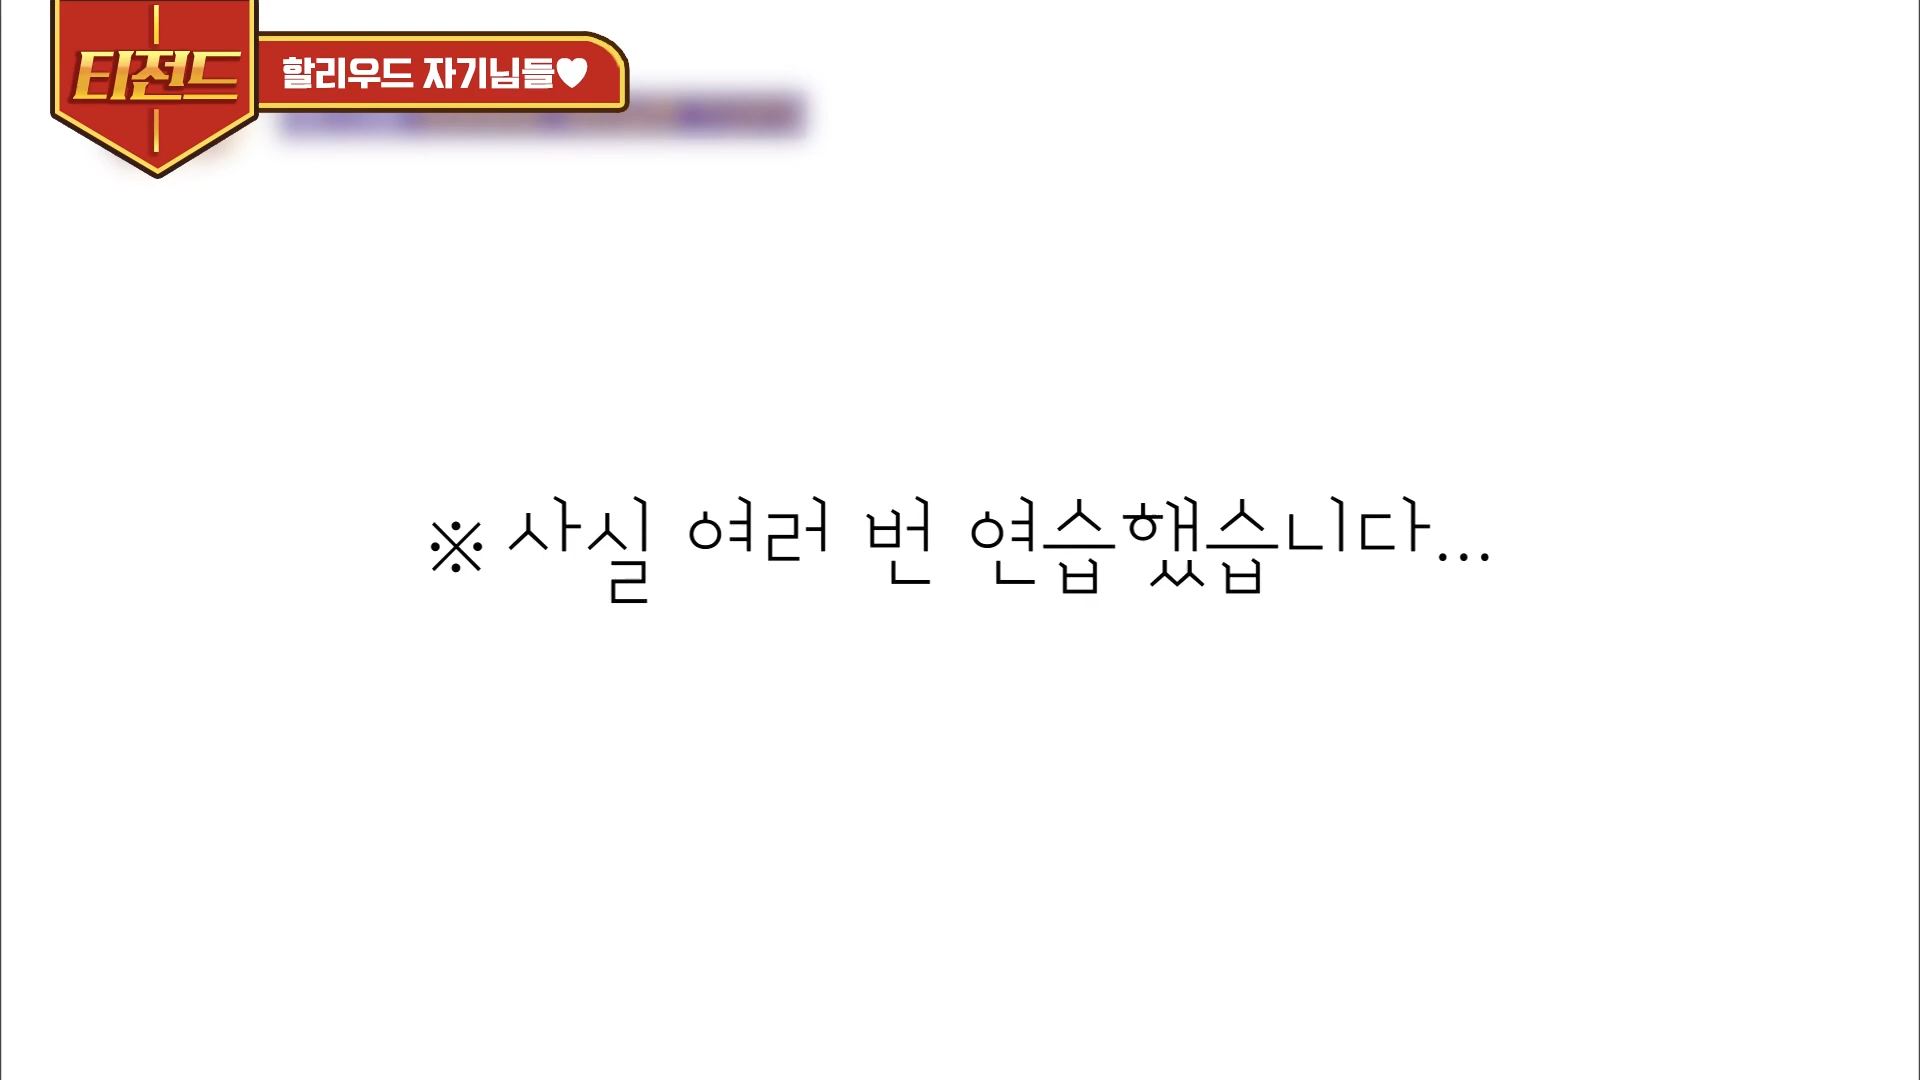 티전드
할리우드 자기님들♥
※ 사실 여러 번 연습했습니다...